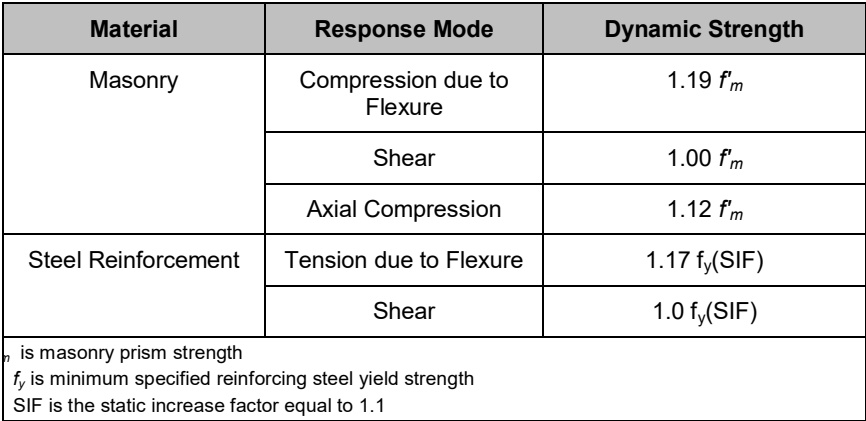 Material Response Mode Dynamic Strength
Masonry Compression due to Flexure 1.19 f'm
Shear 1.00 f'm
Axial Compression 1.12 f'm
Steel Reinforcement Tension due to Flexure 1.17 fy(SIF)
Shear 1.0 fy(SIF)
m is masonry prism strength
fy is minimum specified reinforcing steel yield strength
SIF is the static increase factor equal to 1.1